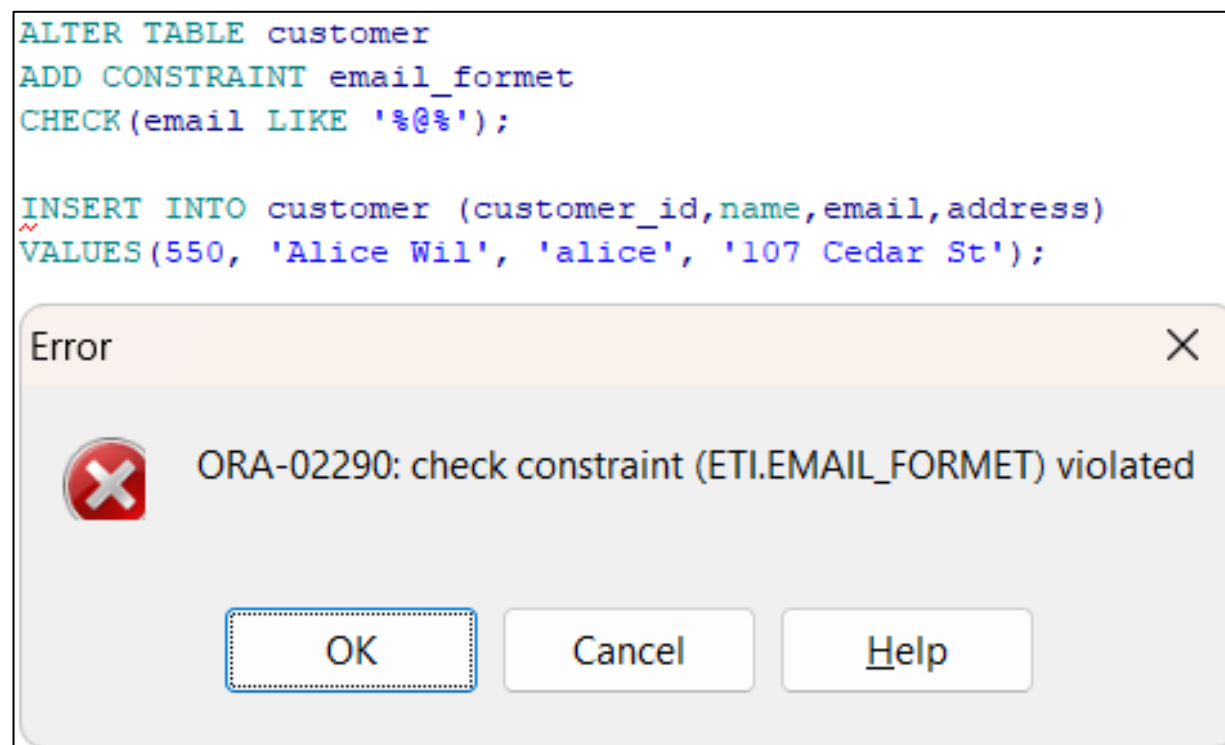 ALTER TABLE customer
ADD CONSTRAINT email_formet
CHECK(email LIKE '%@%');
INSERT INTO customer (customer_id,name,email,address)
VALUES(550, 'Alice Wil', 'alice', '107 Cedar St');
Error
ORA-02290: check constraint (ETI.EMAIL_FORMET) violated
OK
Cancel
Help